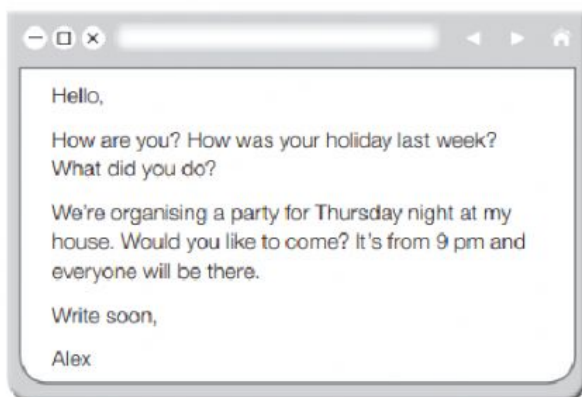 Hello,
How are you? How was your holiday last week?
What did you do?
We're organising a party for Thursday night at my
house. Would you like to come? It's from 9 pm and
everyone will be there.
Write soon,
Alex